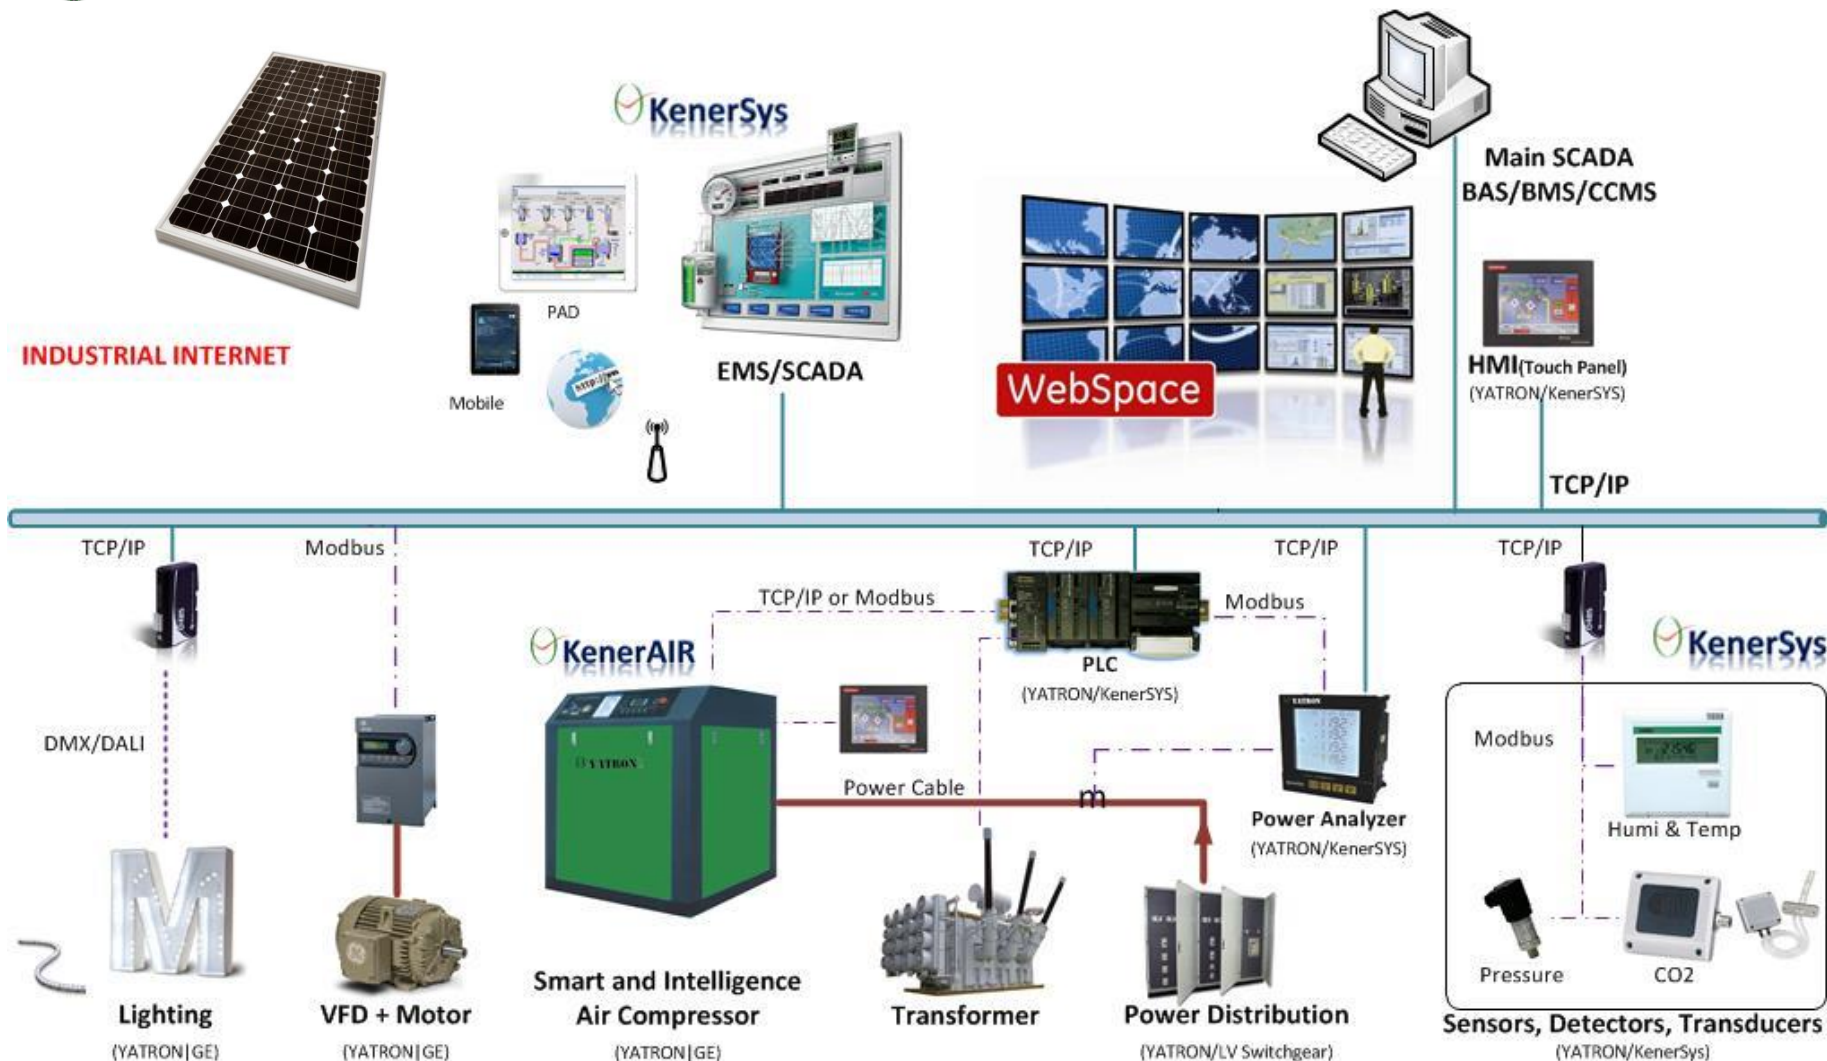 KenerSys
Main SCADA
BAS/BMS/CCMS
PAD
INDUSTRIAL INTERNET
EMS/SCADA
http://
WebSpace
HMI(Touch Panel)
(YATRON/KenerSYS)
Mobile
TCP/IP
TCP/IP
Modbus
TCP/IP
TCP/IP
TCP/IP
TCP/IP or Modbus
Modbus
KenerAIR
PLC
(YATRON/KenerSYS)
KenerSys
DMX/DALI
YATRON
YATRON
Modbus
Power Cable
m
Power Analyzer
(YATRON/KenerSYS)
Humi & Temp
Pressure
CO2
Lighting
(YATRON|GE)
VFD + Motor
(YATRON|GE)
Smart and Intelligence
Air Compressor
(YATRON|GE)
Transformer
Power Distribution
(YATRON/LV Switchgear)
Sensors, Detectors, Transducers
(YATRON/KenerSys)